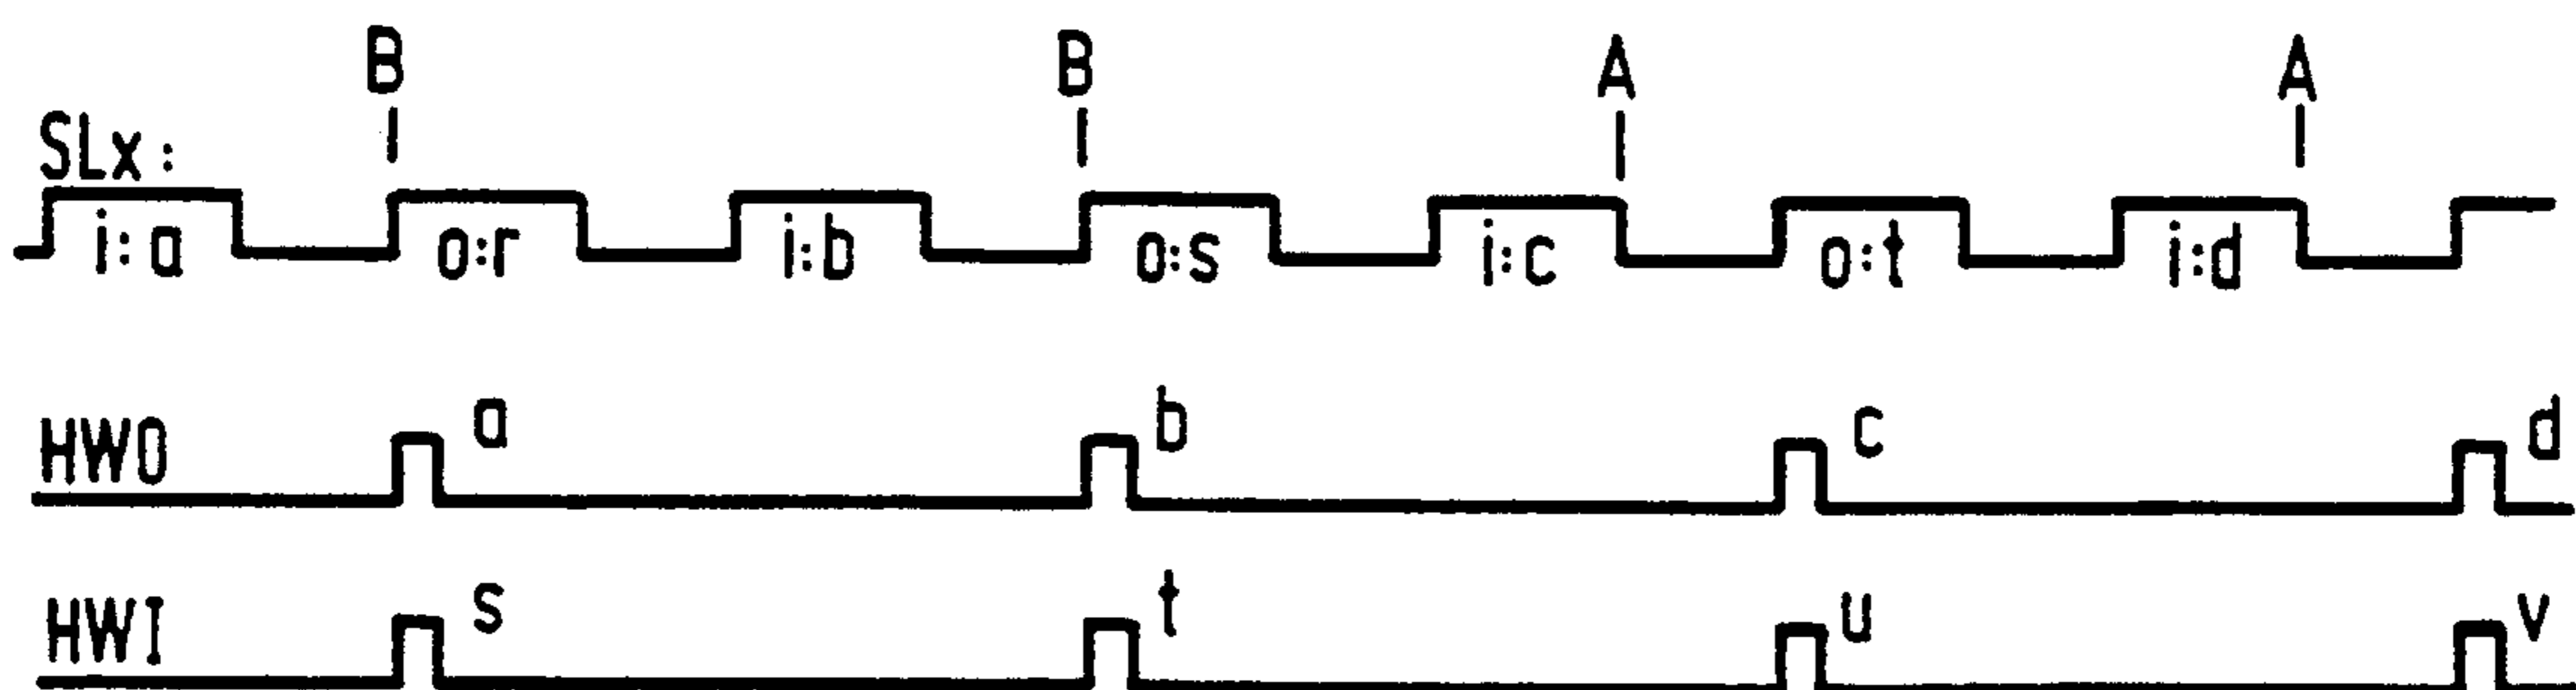 B B A A
SLx:
i:a o:r i:b o:s i:c o:t i:d
HWO a b c d
HWI s t u v